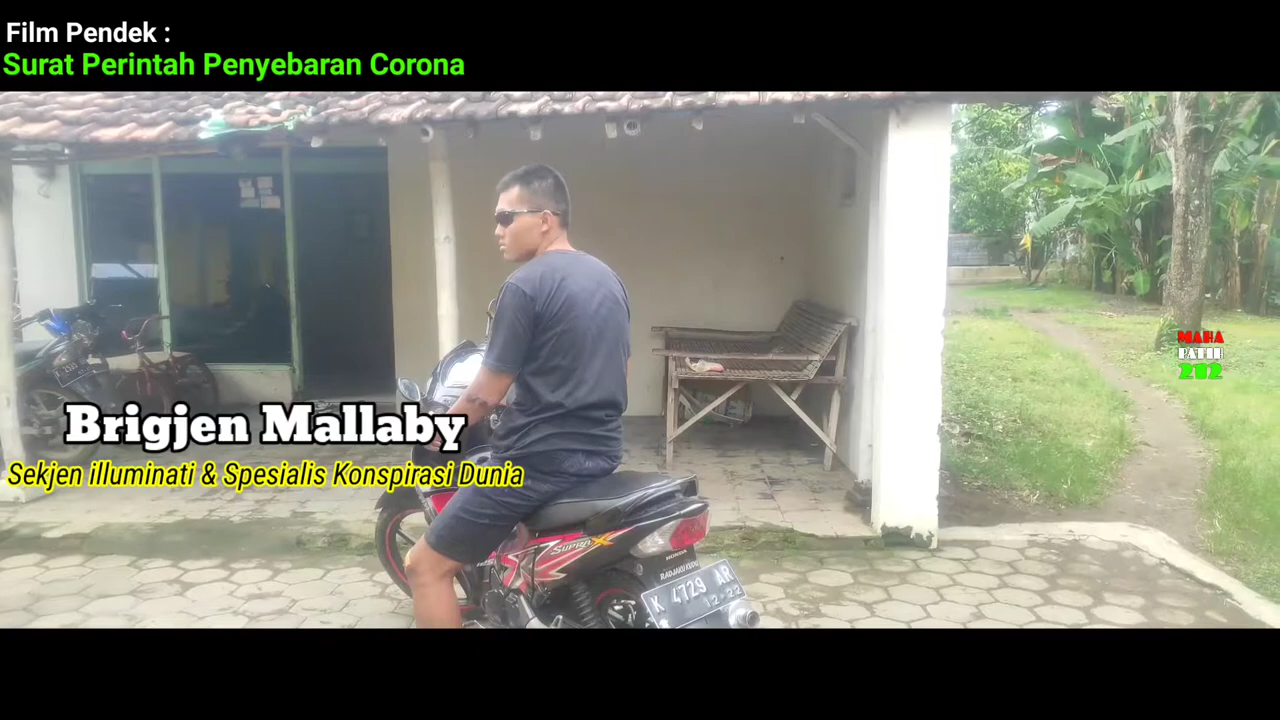 Film Pendek :
Surat Perintah Penyebaran Corona
MAHA
PATIH
212
Brigjen Mallaby
Sekjen illuminati & Spesialis Konspirasi Dunia
SUPRA X
HONDA
K 4729 AR
12-22